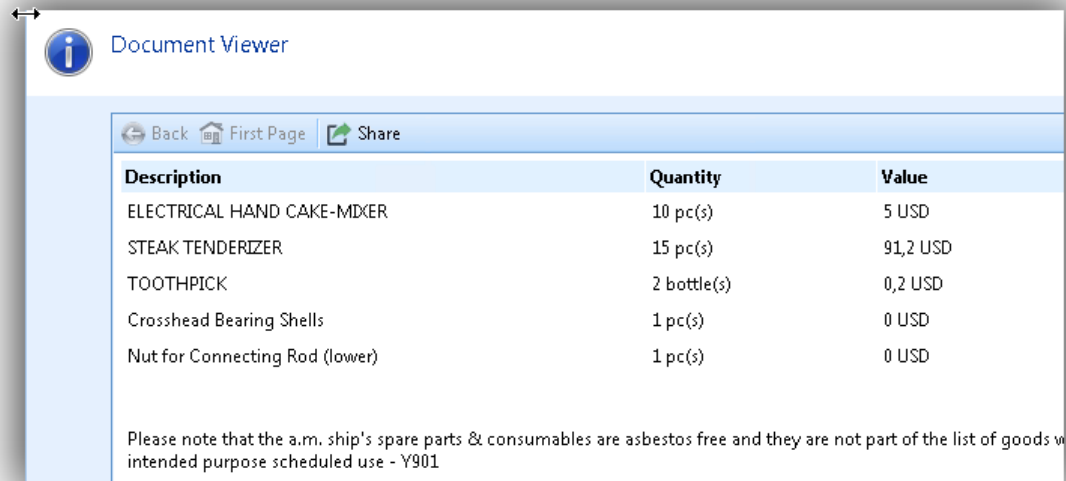 Document Viewer
Back First Page Share
Description Quantity Value
ELECTRICAL HAND CAKE-MIXER 10 pc(s) 5 USD
STEAK TENDERIZER 15 pc(s) 91,2 USD
TOOTHPICK 2 bottle(s) 0,2 USD
Crosshead Bearing Shells 1 pc(s) 0 USD
Nut for Connecting Rod (lower) 1 pc(s) 0 USD
Please note that the a.m. ship's spare parts & consumables are asbestos free and they are not part of the list of goods
intended purpose scheduled use - Y901